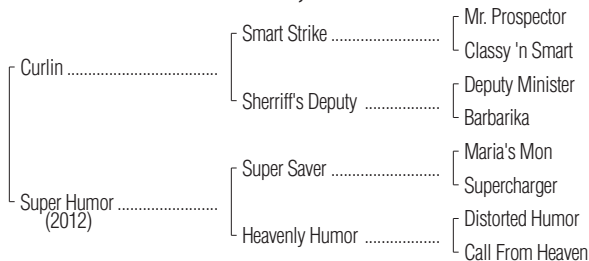 Mr. Prospector
Smart Strike ........................
Classy 'n Smart
Curlin ..................................
Deputy Minister
Sherriff's Deputy ................
Barbarika
Maria's Mon
Super Saver ........................
Supercharger
Super Humor ......................
(2012)
Distorted Humor
Heavenly Humor ................
Call From Heaven